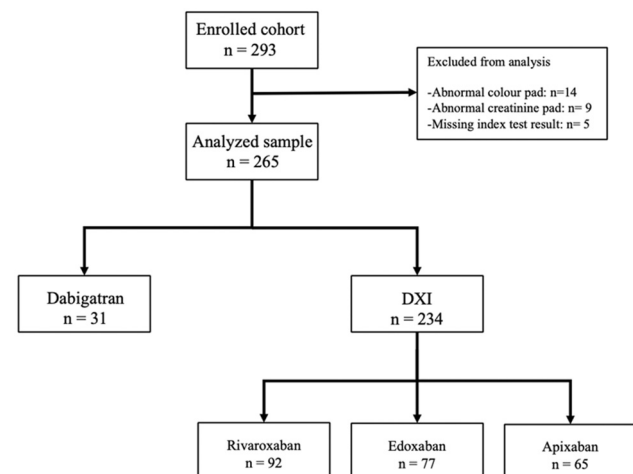 Enrolled cohort
n = 293
Excluded from analysis
-Abnormal colour pad: n=14
-Abnormal creatinine pad: n= 9
-Missing index test result: n= 5
Analyzed sample
n = 265
Dabigatran
n = 31
DXI
n = 234
Rivaroxaban
n = 92
Edoxaban
n = 77
Apixaban
n = 65